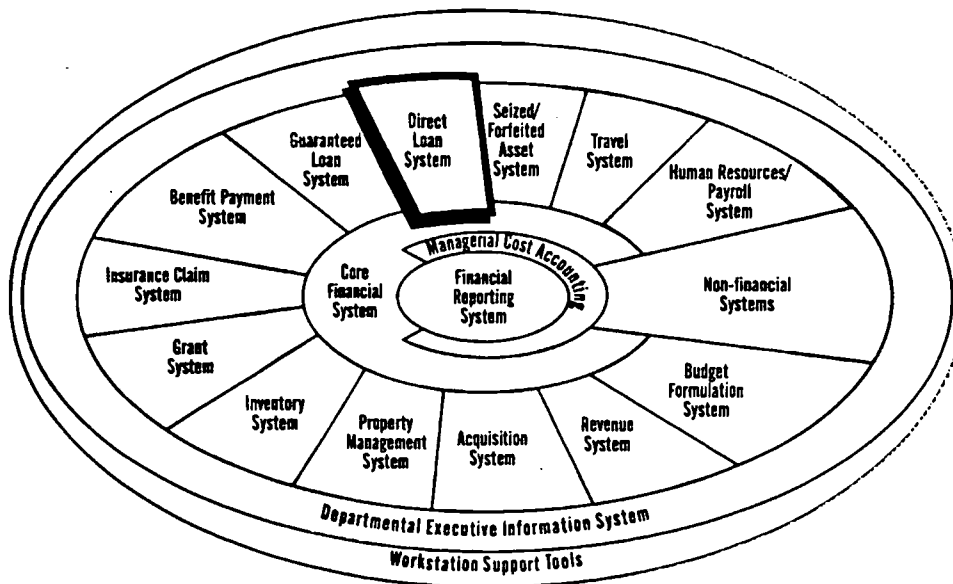 Direct
Loan
System
Seized/
Forfeited
Asset
System
Travel
System
Human Resources/
Payroll
System
Non-financial
Systems
Budget
Formulation
System
Revenue
System
Acquisition
System
Property
Management
System
Inventory
System
Grant
System
Insurance Claim
System
Benefit Payment
System
Guaranteed
Loan
System
Core
Financial
System
Managerial Cost Accounting
Financial
Reporting
System
Departmental Executive Information System
Workstation Support Tools